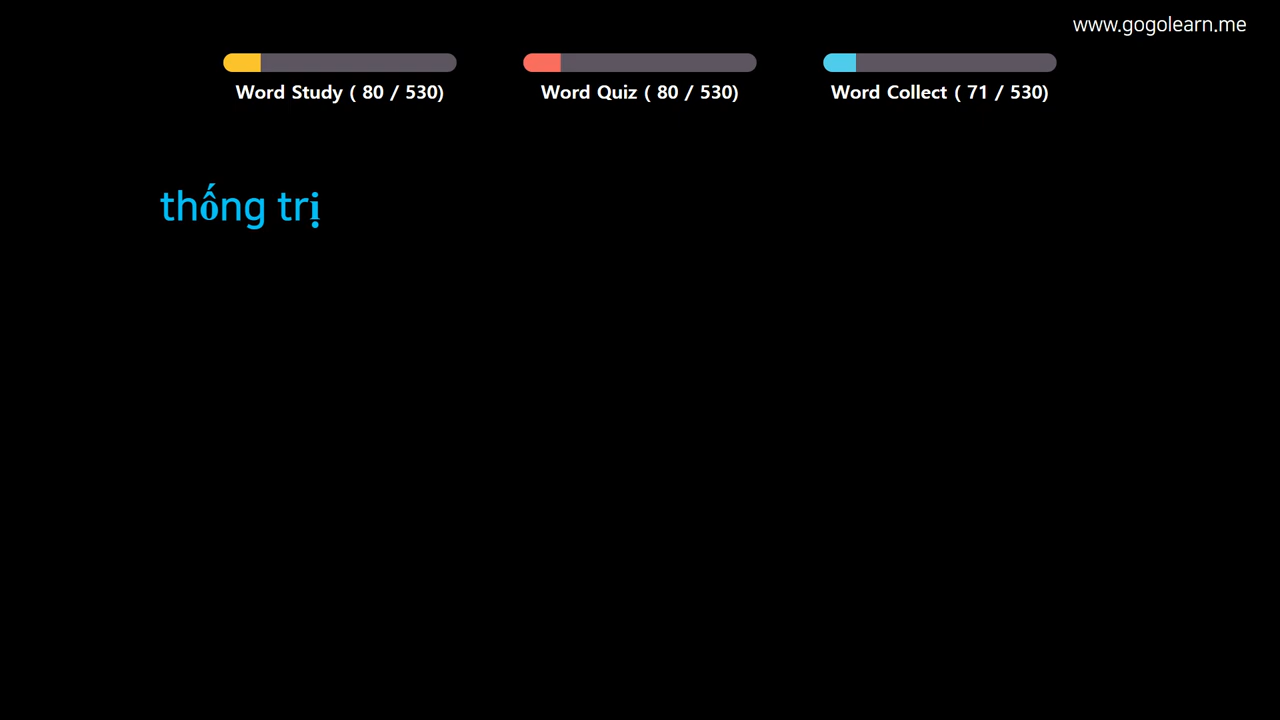 www.gogolearn.me
Word Study ( 80 / 530)
Word Quiz ( 80 / 530)
Word Collect ( 71 / 530)
thống trị